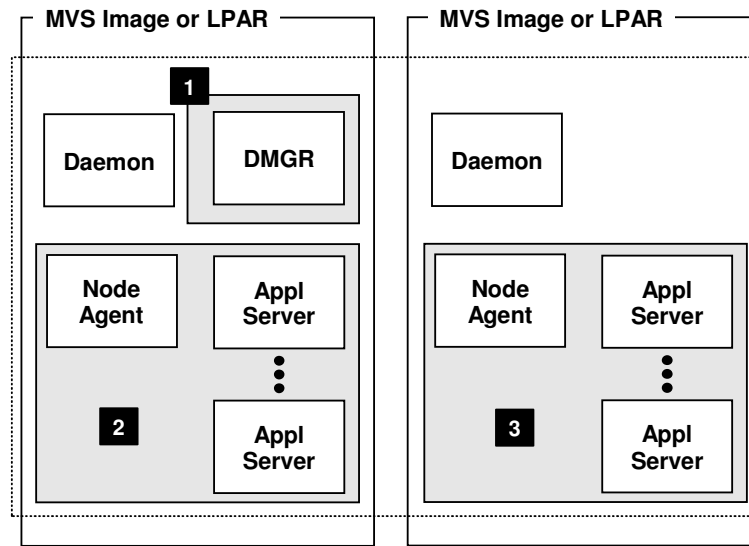 MVS Image or LPAR
MVS Image or LPAR
1
Daemon
DMGR
Daemon
Node
Agent
Appl
Server
Node
Agent
Appl
Server
2
Appl
Server
3
Appl
Server